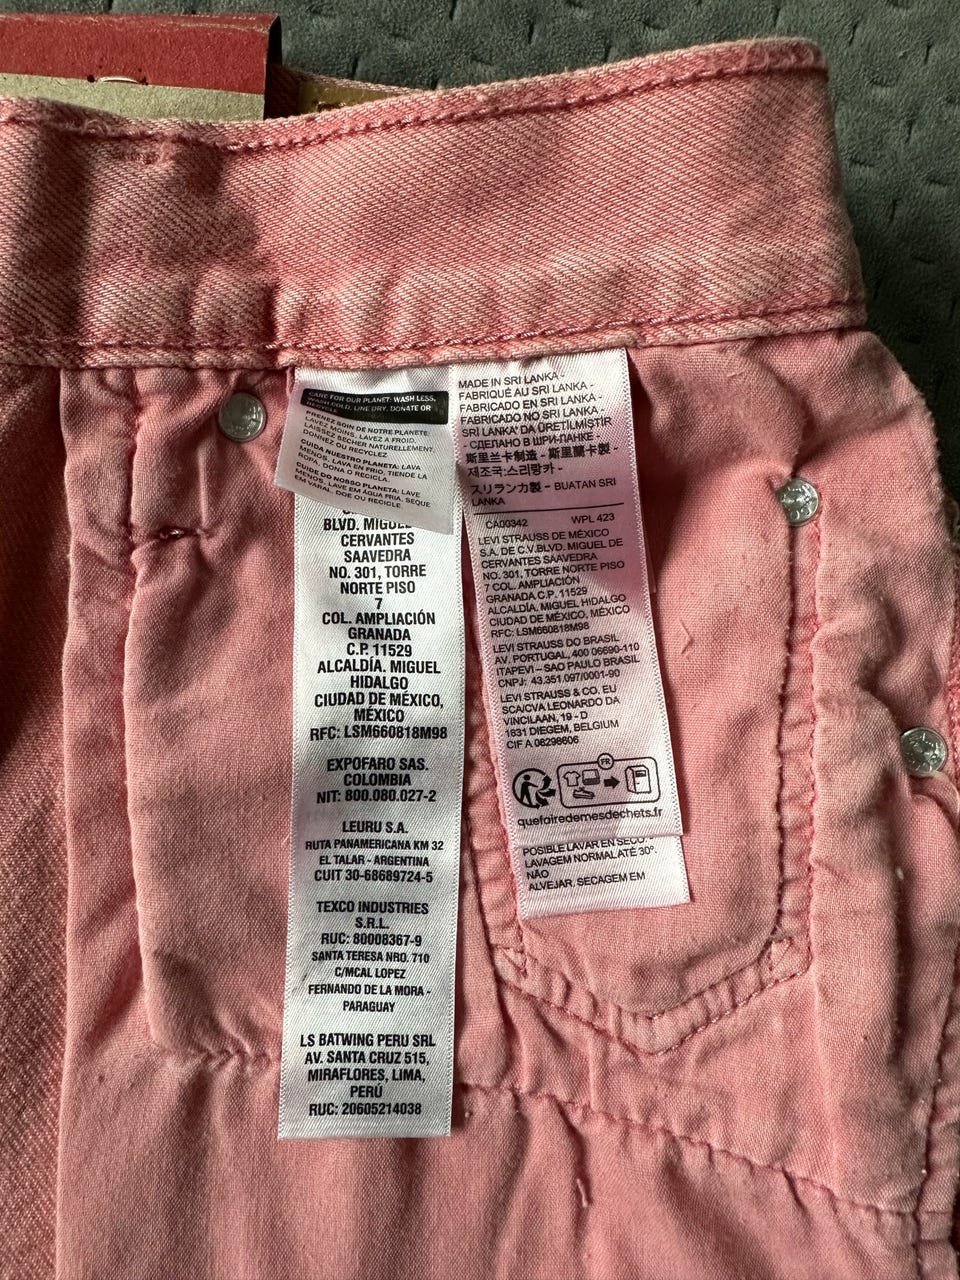 CARE FOR OUR PLANET: WASH LESS,
WASH COLD, LINE DRY, DONATE OR
RECYCLE
PRENEZ SOIN DE NOTRE PLANETE:
LAVEZ MOINS, LAVEZ A FROID,
LAISSEZ SECHER NATURELLEMENT,
DONNEZ OU RECYCLEZ
CUIDA NUESTRO PLANETA: LAVA
MENOS, LAVA EN FRIO, TIENDE LA
ROPA, DONA O RECICLA.
CUIDE DO NOSSO PLANETA: LAVE
MENOS, LAVE EM ÁGUA FRIA, SEQUE
EM VARAL, DOE OU RECICLE.
BLVD. MIGUEL
CERVANTES
SAAVEDRA
NO. 301, TORRE
NORTE PISO
7
COL. AMPLIACIÓN
GRANADA
C.P. 11529
ALCALDÍA. MIGUEL
HIDALGO
CIUDAD DE MÉXICO,
MÉXICO
RFC: LSM660818M98
EXPOFARO SAS.
COLOMBIA
NIT: 800.080.027-2
LEURU S.A.
RUTA PANAMERICANA KM 32
EL TALAR - ARGENTINA
CUIT 30-68689724-5
TEXCO INDUSTRIES
S.R.L.
RUC: 80008367-9
SANTA TERESA NRO. 710
C/MCAL LOPEZ
FERNANDO DE LA MORA -
PARAGUAY
LS BATWING PERU SRL
AV. SANTA CRUZ 515,
MIRAFLORES, LIMA,
PERÚ
RUC: 20605214038
MADE IN SRI LANKA -
FABRIQUÉ AU SRI LANKA -
FABRICADO EN SRI LANKA -
FABRICADO NO SRI LANKA -
SRI LANKA' DA ÜRETİLMİŞTİR
- СДЕЛАНО В ШРИ-ЛАНКЕ -
斯里兰卡制造 - 斯里蘭卡製 -
제조국:스리랑카 -
スリランカ製 - BUATAN SRI
LANKA
CA00342 WPL 423
LEVI STRAUSS DE MÉXICO
S.A. DE C.V.BLVD. MIGUEL DE
CERVANTES SAAVEDRA
NO. 301, TORRE NORTE PISO
7 COL. AMPLIACIÓN
GRANADA C.P. 11529
ALCALDÍA. MIGUEL HIDALGO
CIUDAD DE MÉXICO, MÉXICO
RFC: LSM660818M98
LEVI STRAUSS DO BRASIL
AV. PORTUGAL, 400 06690-110
ITAPEVI – SAO PAULO BRASIL
CNPJ: 43.351.097/0001-90
LEVI STRAUSS & CO. EU
SCA/CVA LEONARDO DA
VINCILAAN, 19 - D
1831 DIEGEM, BELGIUM
CIF A 08298606
FR
quefairedemesdechets.fr
POSIBLE LAVAR EN SECO. -
LAVAGEM NORMAL ATÉ 30°.
NÃO
ALVEJAR. SECAGEM EM